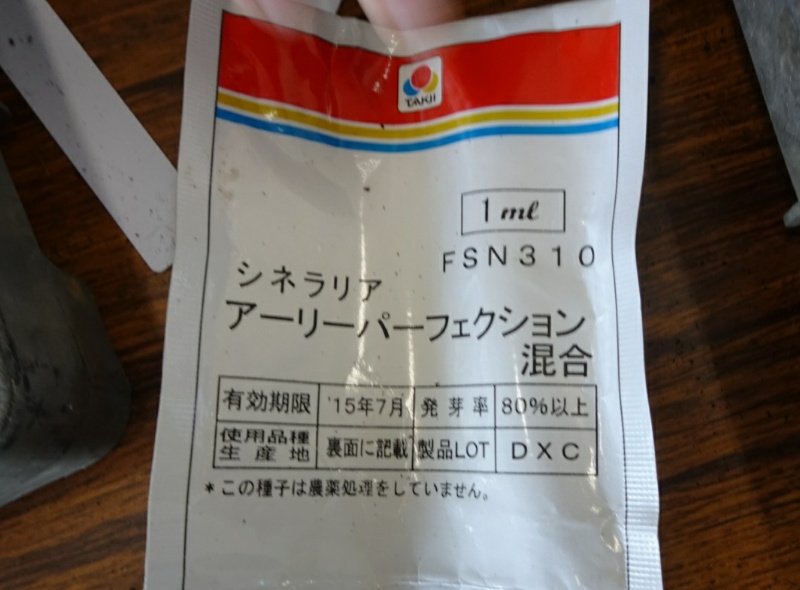 TAKII
1ml
FSN310
シネラリア
アーリーパーフェクション
混合
有効期限 '15年7月 発芽率 80%以上
使用品種
生産地 裏面に記載 製品LOT DXC
*この種子は農薬処理をしていません。